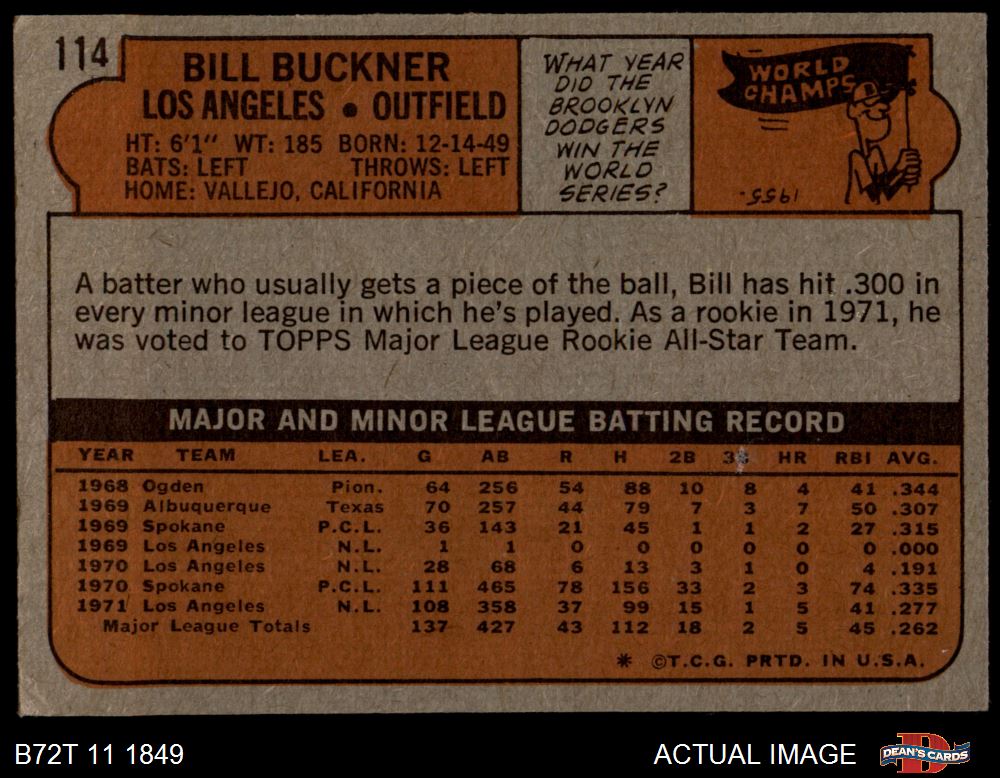 114
BILL BUCKNER
LOS ANGELES • OUTFIELD
HT: 6'1" WT: 185 BORN: 12-14-49
BATS: LEFT THROWS: LEFT
HOME: VALLEJO, CALIFORNIA
WHAT YEAR
DID THE
BROOKLYN
DODGERS
WIN THE
WORLD
SERIES?
WORLD
CHAMPS
1955.
A batter who usually gets a piece of the ball, Bill has hit .300 in
every minor league in which he's played. As a rookie in 1971, he
was voted to TOPPS Major League Rookie All-Star Team.
MAJOR AND MINOR LEAGUE BATTING RECORD
YEAR TEAM LEA. G AB R H 2B 3B HR RBI AVG.
1968 Ogden Pion. 64 256 54 88 10 8 4 41 .344
1969 Albuquerque Texas 70 257 44 79 7 3 7 50 .307
1969 Spokane P.C.L. 36 143 21 45 1 1 2 27 .315
1969 Los Angeles N.L. 1 1 0 0 0 0 0 0 .000
1970 Los Angeles N.L. 28 68 6 13 3 1 0 4 .191
1970 Spokane P.C.L. 111 465 78 156 33 2 3 74 .335
1971 Los Angeles N.L. 108 358 37 99 15 1 5 41 .277
Major League Totals 137 427 43 112 18 2 5 45 .262
* ©T.C.G. PRTD. IN U.S.A.
B72T 11 1849
ACTUAL IMAGE
DEAN'S CARDS